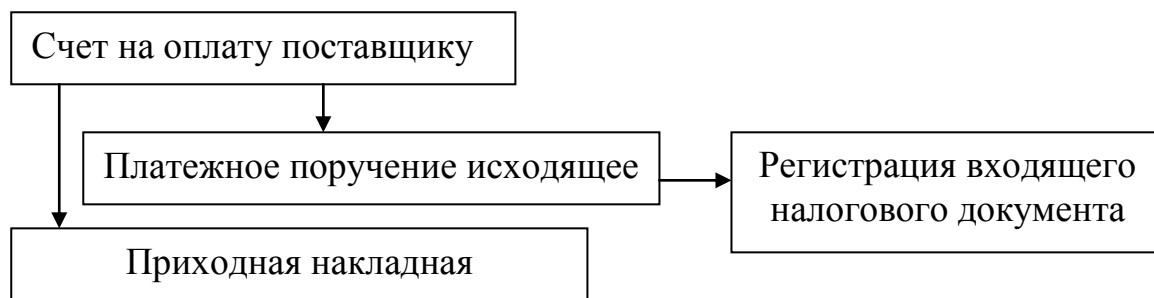 Счет на оплату поставщику
Платежное поручение исходящее
Регистрация входящего
налогового документа
Приходная накладная